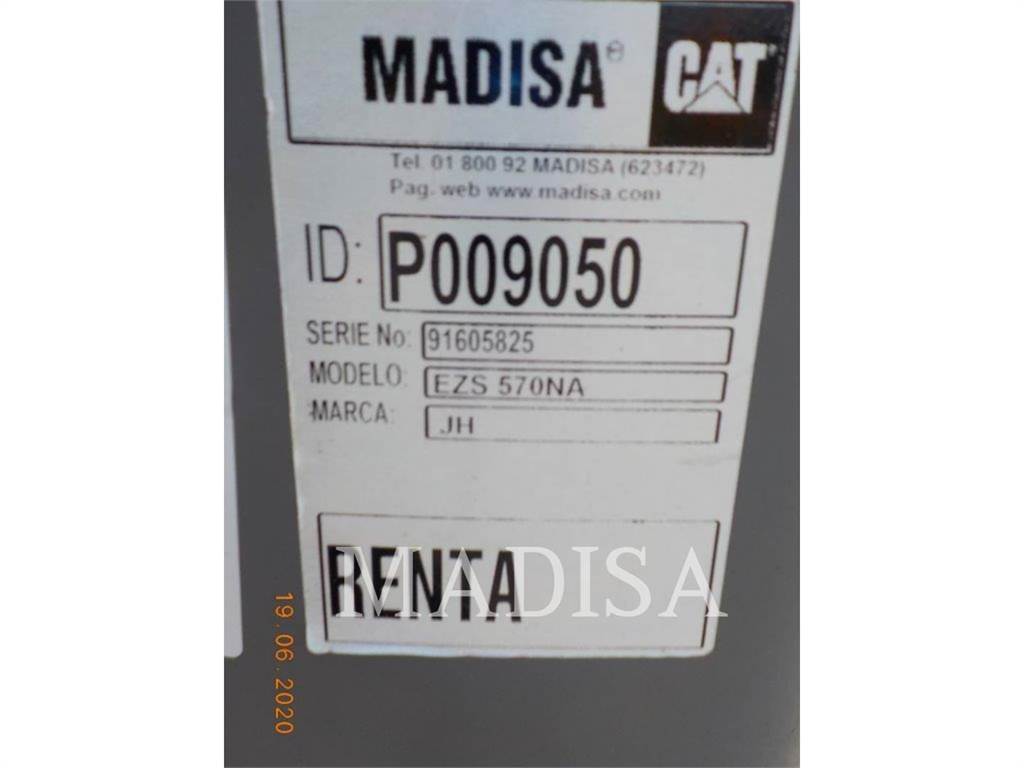 MADISA® CAT
Tel. 01 800 92 MADISA (623472)
Pag. web www.madisa.com
ID: P009050
SERIE No: 91605825
MODELO: EZS 570NA
MARCA: JH
RENTA
MADISA
19.06.2020